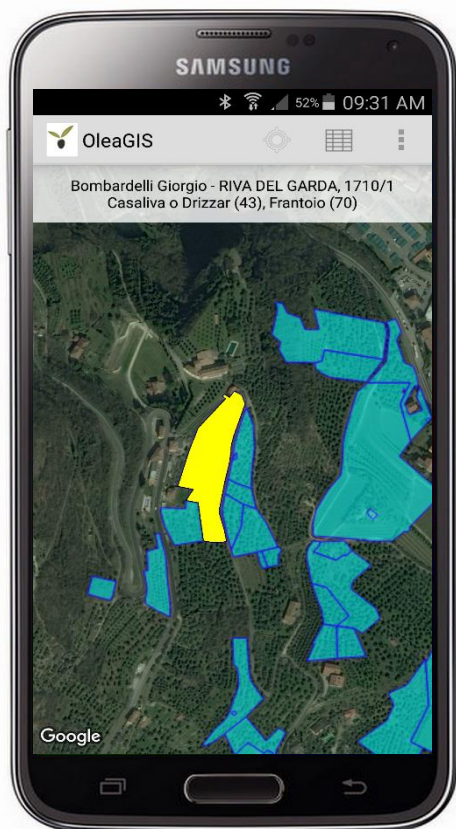 SAMSUNG
52% 09:31 AM
OleaGIS
Bombardelli Giorgio - RIVA DEL GARDA, 1710/1
Casaliva o Drizzar (43), Frantoio (70)
Google